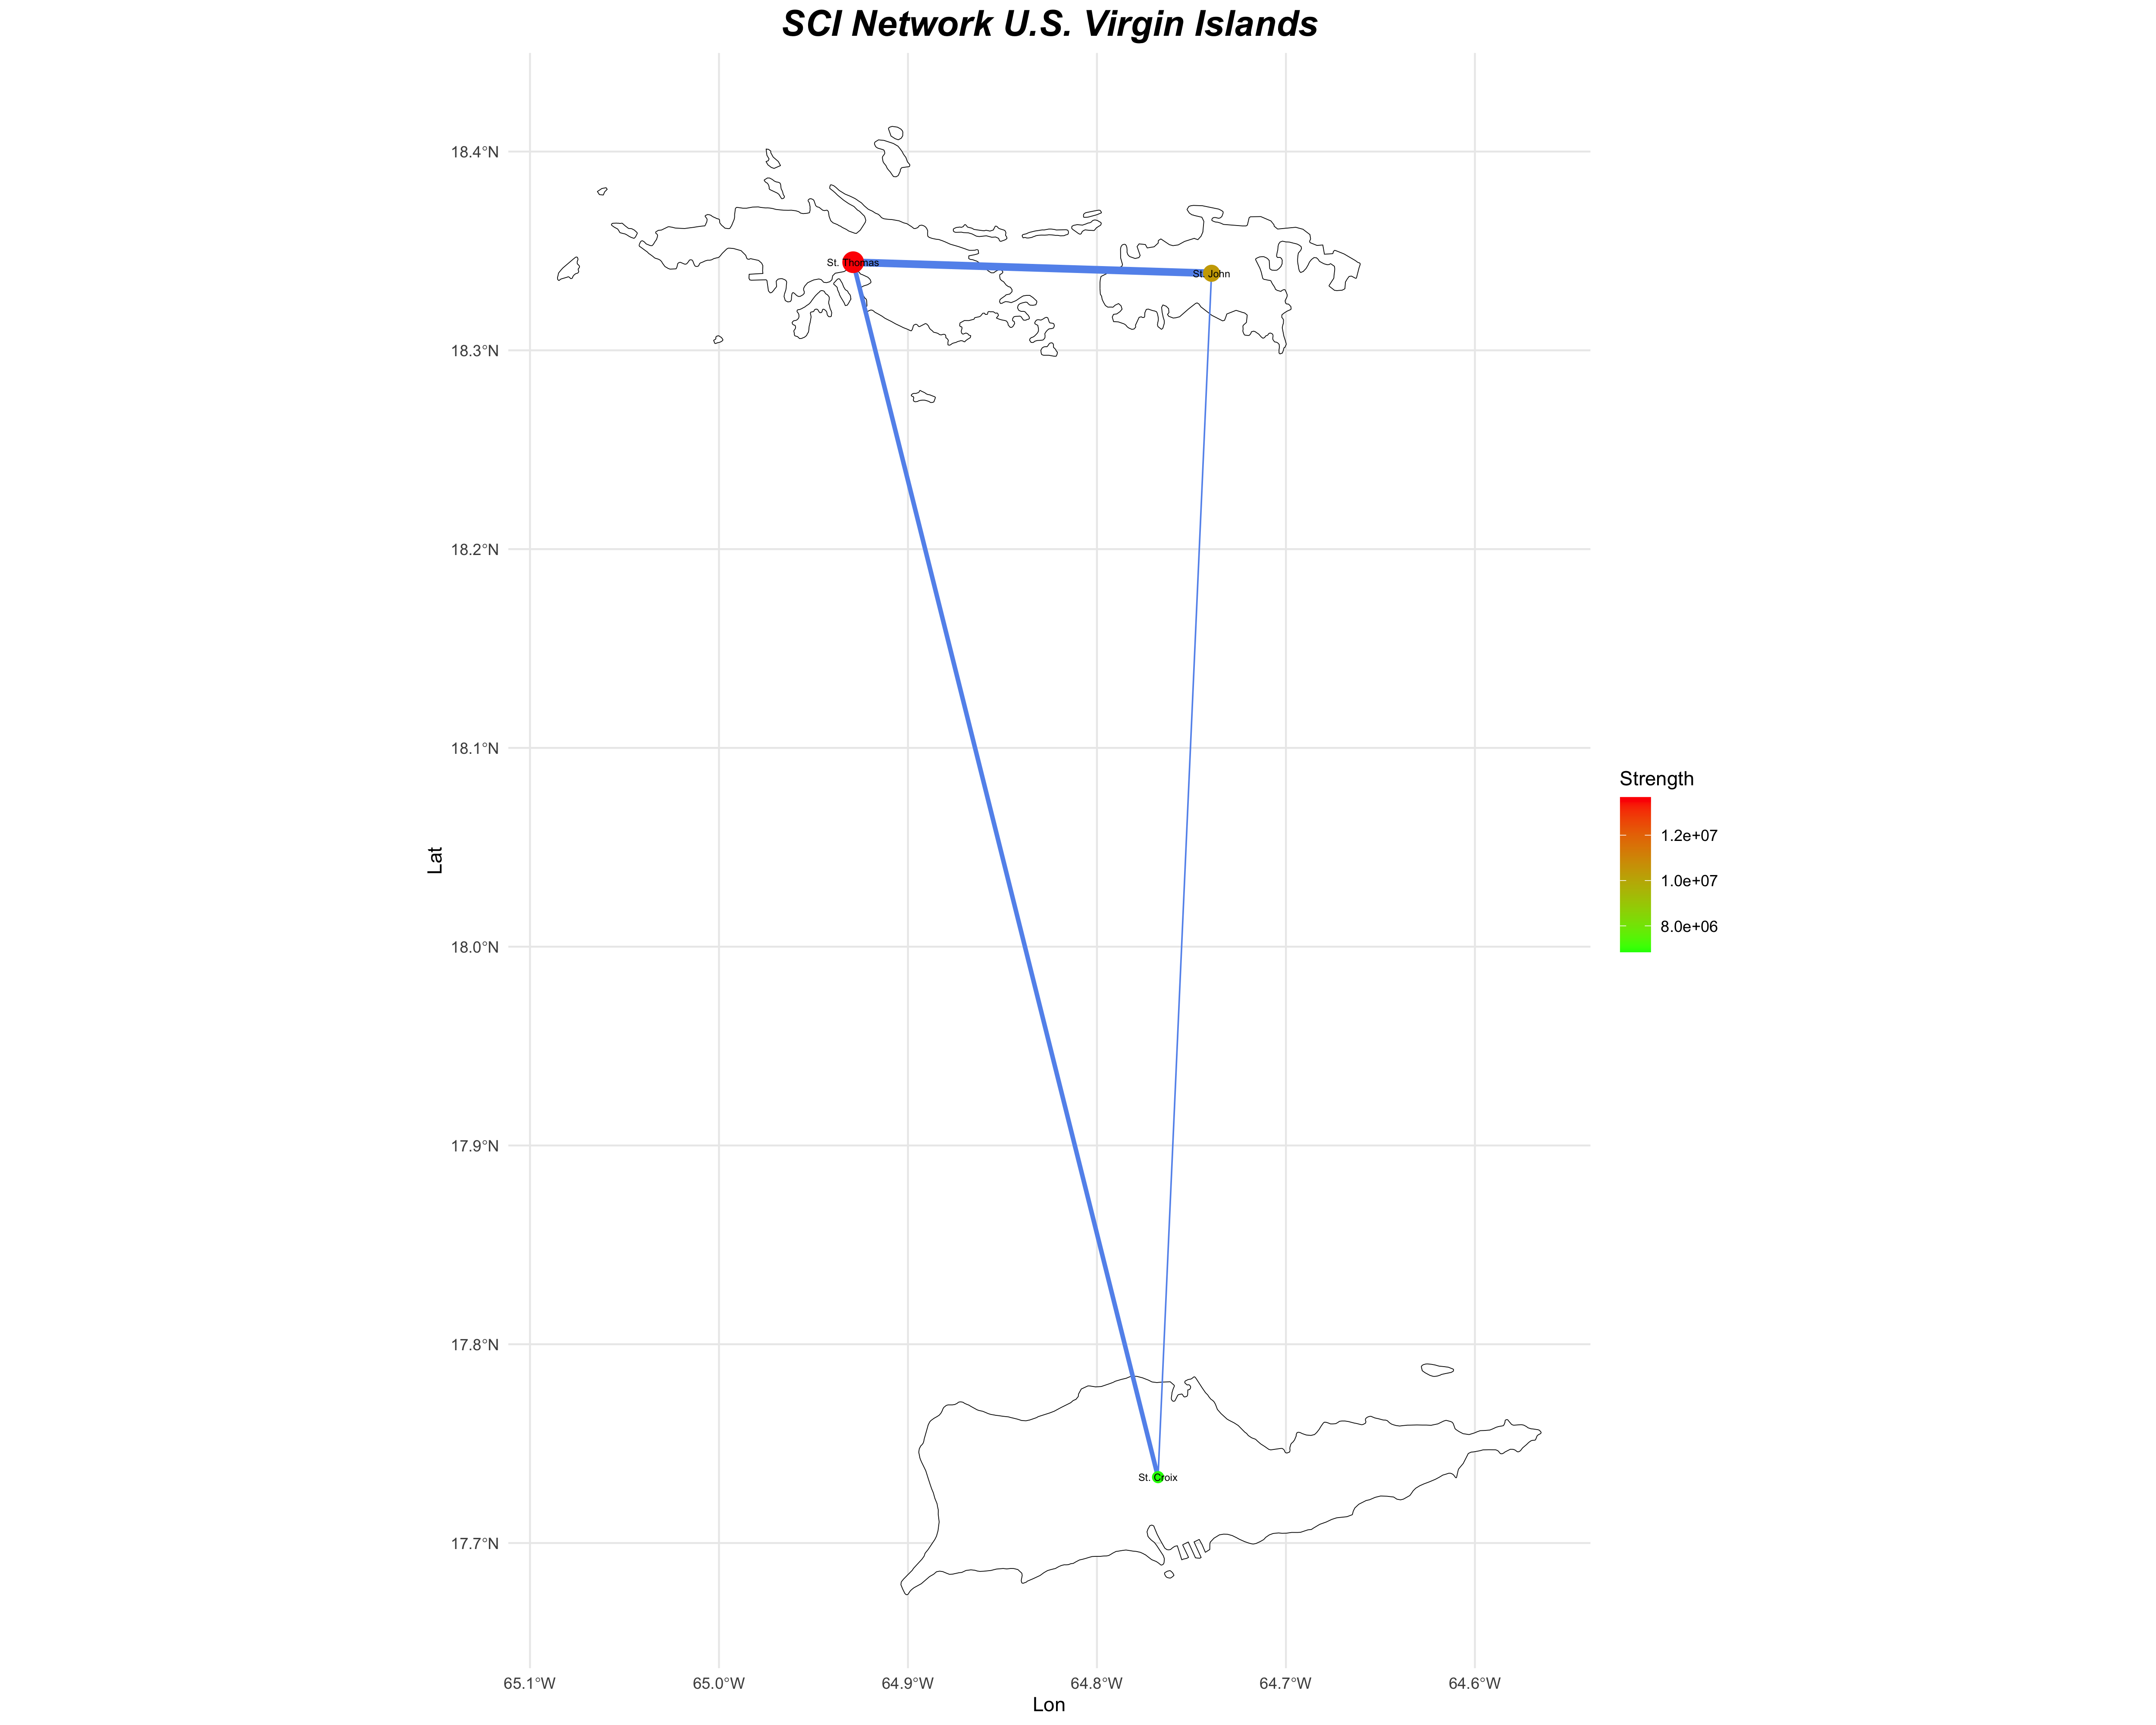 SCI Network U.S. Virgin Islands
18.4°N
18.3°N
18.2°N
18.1°N
18.0°N
17.9°N
17.8°N
17.7°N
Lat
St. Thomas
St. John
St. Croix
65.1°W
65.0°W
64.9°W
64.8°W
64.7°W
64.6°W
Lon
Strength
1.2e+07
1.0e+07
8.0e+06